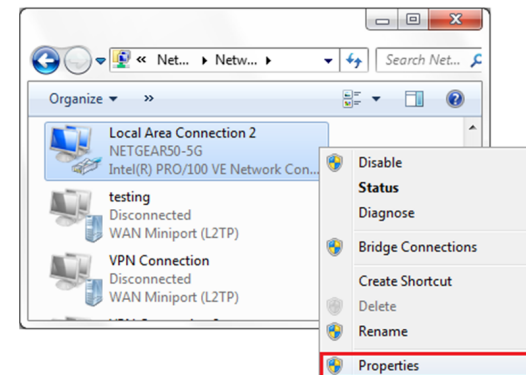 « Net... Netw...
Search Net...
Organize »
Local Area Connection 2
NETGEAR50-5G
Intel(R) PRO/100 VE Network Con...
testing
Disconnected
WAN Miniport (L2TP)
VPN Connection
Disconnected
WAN Miniport (L2TP)
Disable
Status
Diagnose
Bridge Connections
Create Shortcut
Delete
Rename
Properties